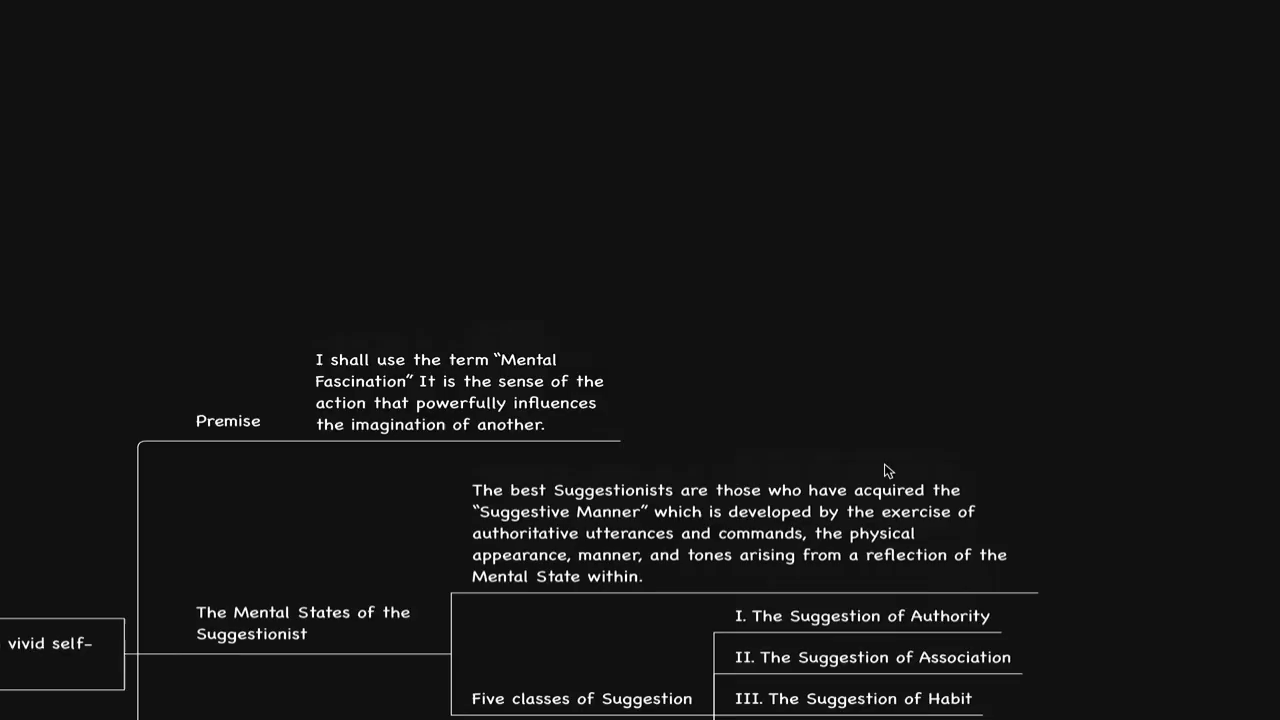 I shall use the term “Mental
Fascination” It is the sense of the
action that powerfully influences
the imagination of another.
Premise
The best Suggestionists are those who have acquired the
“Suggestive Manner” which is developed by the exercise of
authoritative utterances and commands, the physical
appearance, manner, and tones arising from a reflection of the
Mental State within.
The Mental States of the
Suggestionist
I. The Suggestion of Authority
vivid self-
II. The Suggestion of Association
Five classes of Suggestion
III. The Suggestion of Habit